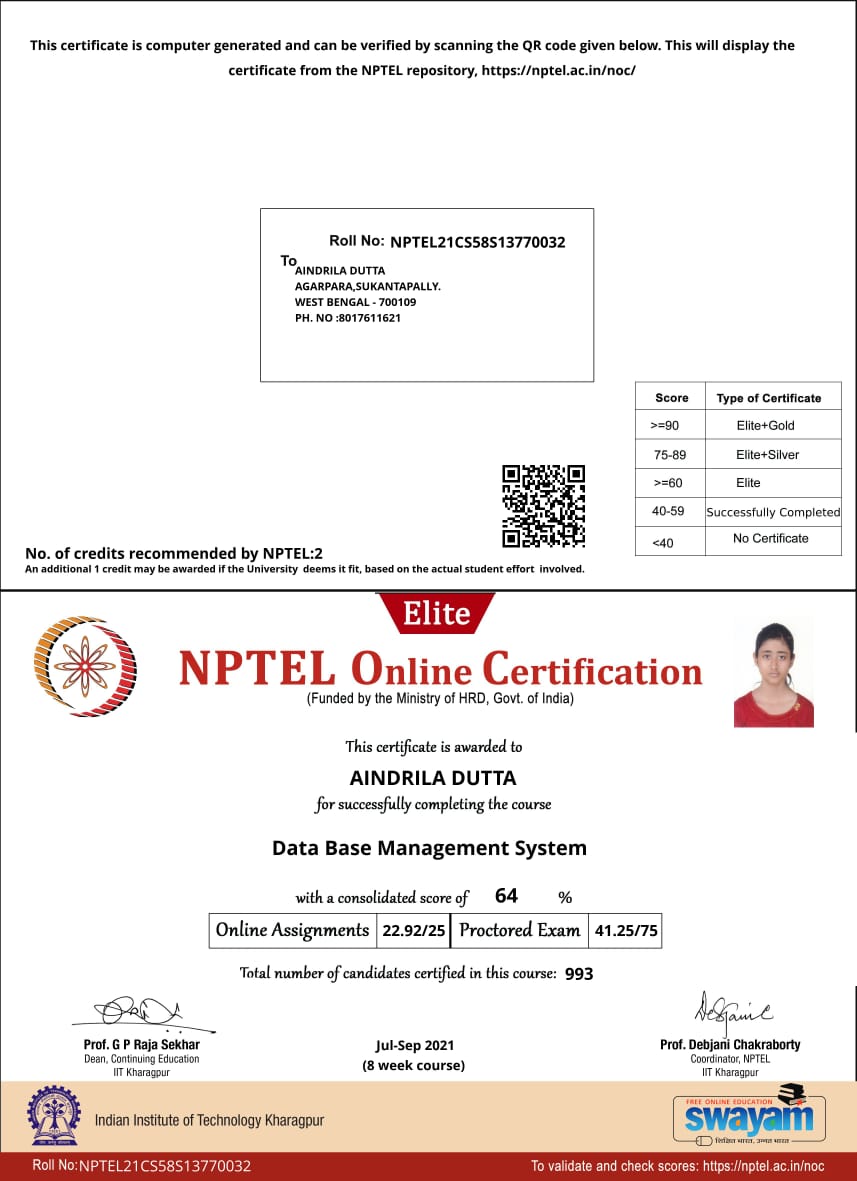 This certificate is computer generated and can be verified by scanning the QR code given below. This will display the
certificate from the NPTEL repository, https://nptel.ac.in/noc/
Roll No: NPTEL21CS58S13770032
To
AINDRILA DUTTA
AGARPARA,SUKANTAPALLY.
WEST BENGAL - 700109
PH. NO :8017611621
Score Type of Certificate
>=90 Elite+Gold
75-89 Elite+Silver
>=60 Elite
40-59 Successfully Completed
<40 No Certificate
No. of credits recommended by NPTEL:2
An additional 1 credit may be awarded if the University deems it fit, based on the actual student effort involved.
Elite
NPTEL Online Certification
(Funded by the Ministry of HRD, Govt. of India)
This certificate is awarded to
AINDRILA DUTTA
for successfully completing the course
Data Base Management System
with a consolidated score of 64 %
Online Assignments 22.92/25 Proctored Exam 41.25/75
Total number of candidates certified in this course: 993
Prof. G P Raja Sekhar
Dean, Continuing Education
IIT Kharagpur
Jul-Sep 2021
(8 week course)
Prof. Debjani Chakraborty
Coordinator, NPTEL
IIT Kharagpur
Indian Institute of Technology Kharagpur
FREE ONLINE EDUCATION
swayam
शिक्षित भारत, उन्नत भारत
Roll No:NPTEL21CS58S13770032
To validate and check scores: https://nptel.ac.in/noc